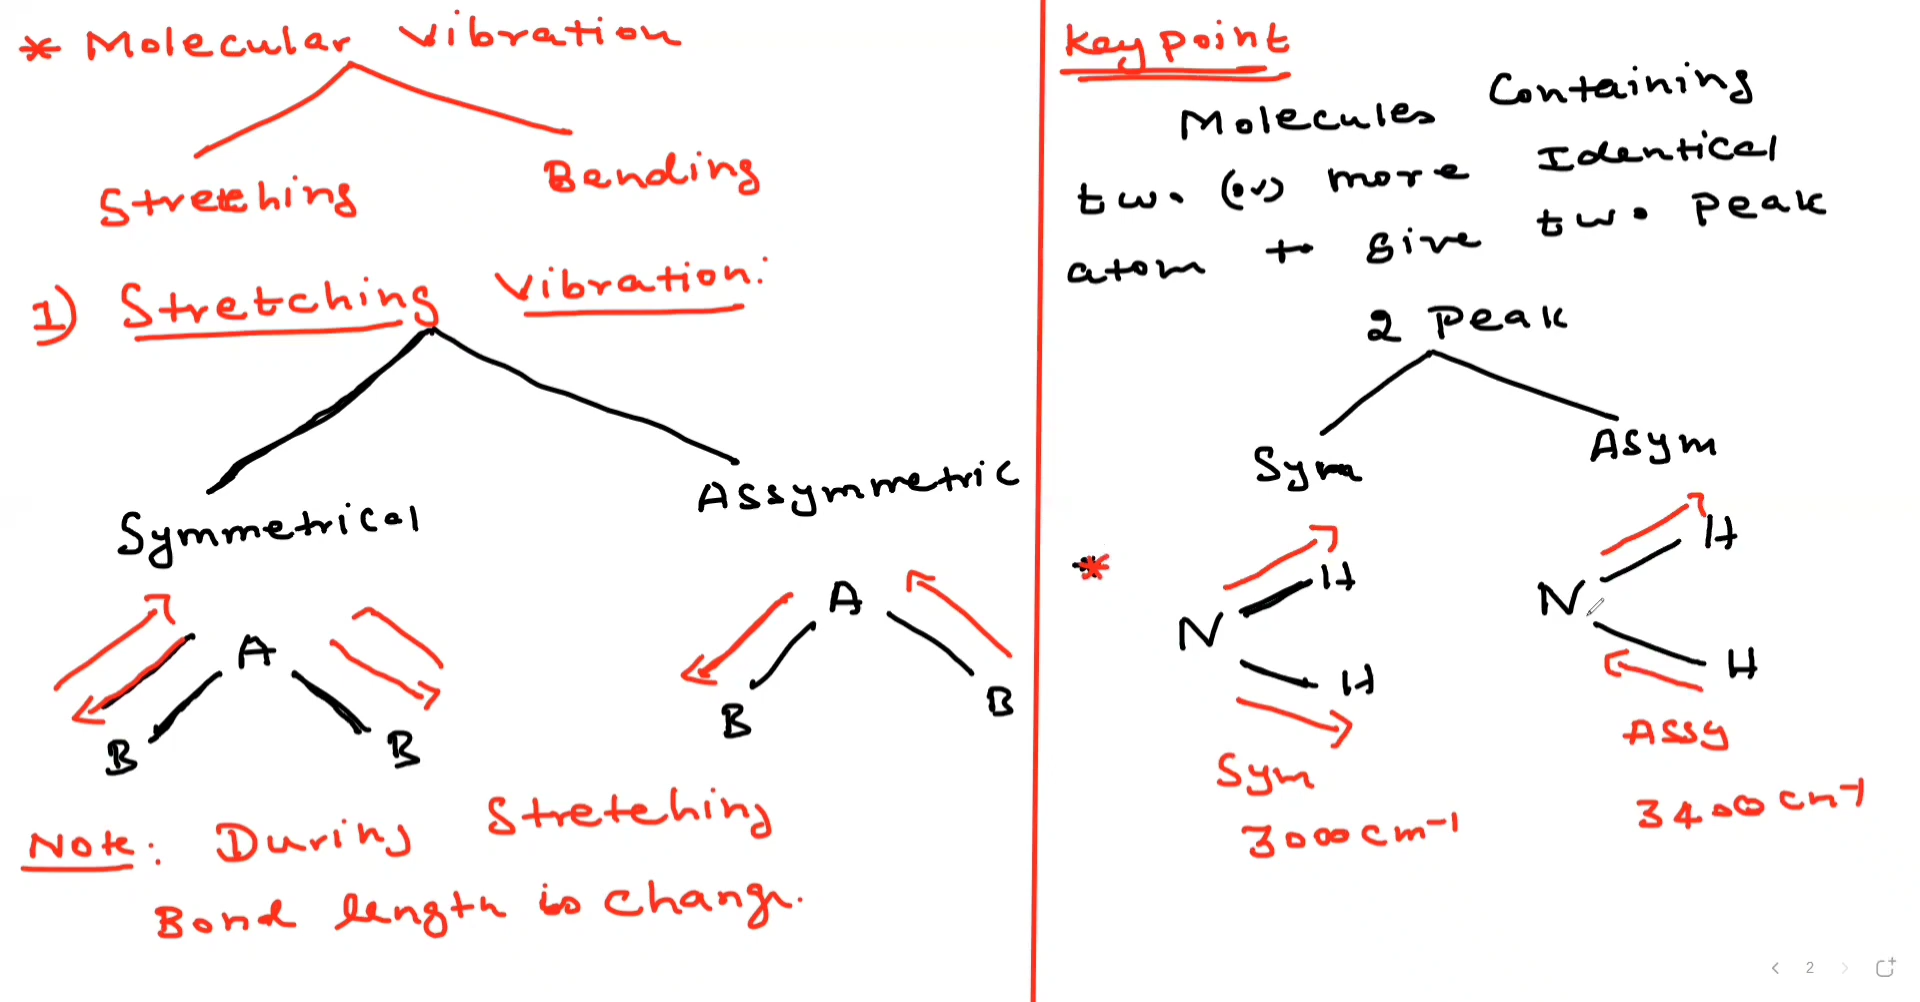 * Molecular Vibration
Stretching Bending
1) Stretching Vibration:
Symmetrical Assymmetric
A
B B
A
B B
Note: During Stretching
Bond length is change.
Key point
Molecules Containing
two (or) more Identical
atom to give two Peak
2 Peak
Sym Asym
*
N H
H
Sym
3000 cm-1
N H
H
Assy
3400 cm-1
2